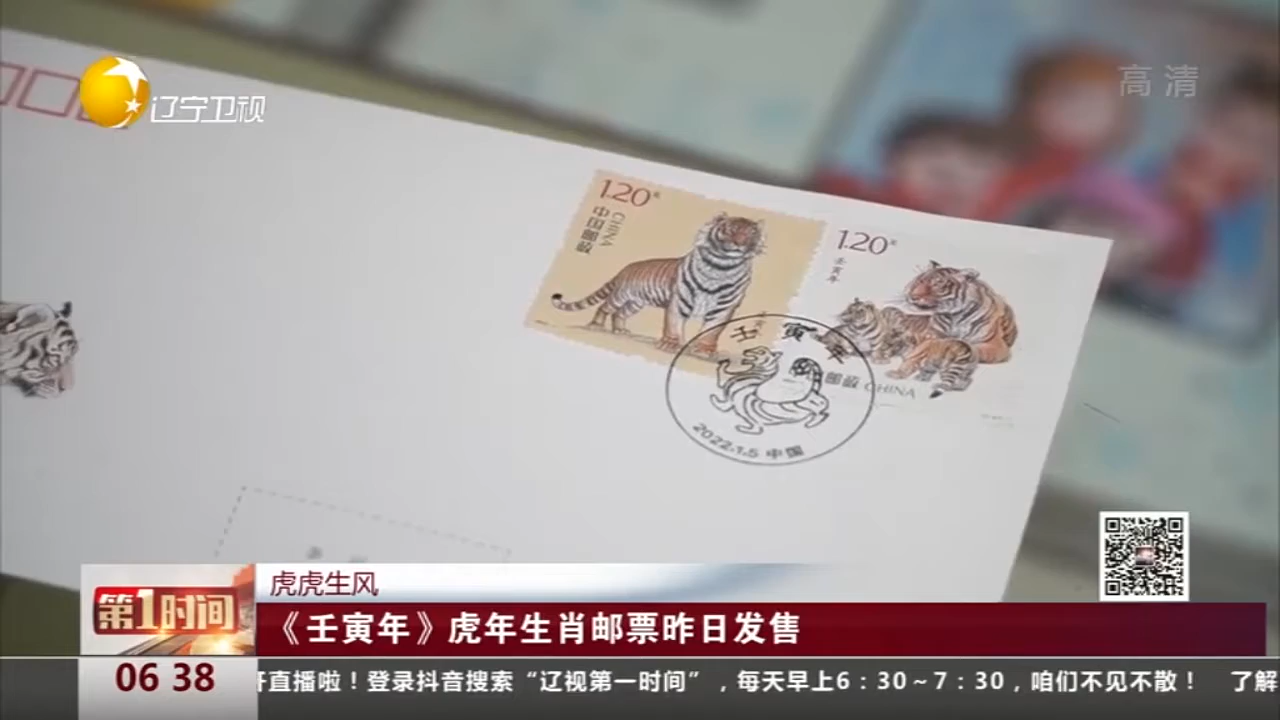 辽宁卫视
高清
1.20元
中国邮政
CHINA
1.20元
壬寅年
中国邮政 CHINA
壬寅年
2022.1.5 中国
虎虎生风
第1时间
《壬寅年》虎年生肖邮票昨日发售
06 38
开直播啦！登录抖音搜索“辽视第一时间”，每天早上6：30～7：30，咱们不见不散！ 了解